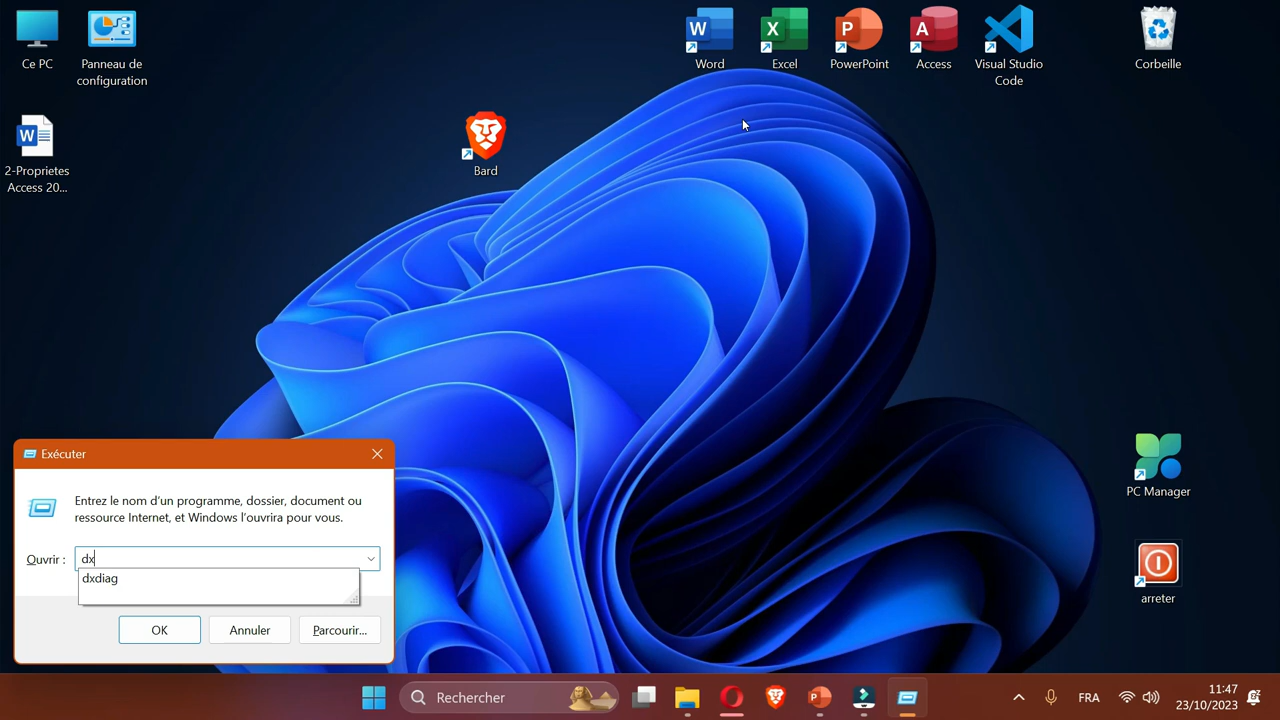 Ce PC
Panneau de
configuration
Word
Excel
PowerPoint
Access
Visual Studio
Code
Corbeille
2-Proprietes
Access 20...
Bard
PC Manager
arreter
Exécuter
Entrez le nom d'un programme, dossier, document ou
ressource Internet, et Windows l'ouvrira pour vous.
Ouvrir :
dx
dxdiag
OK
Annuler
Parcourir...
Rechercher
FRA
11:47
23/10/2023